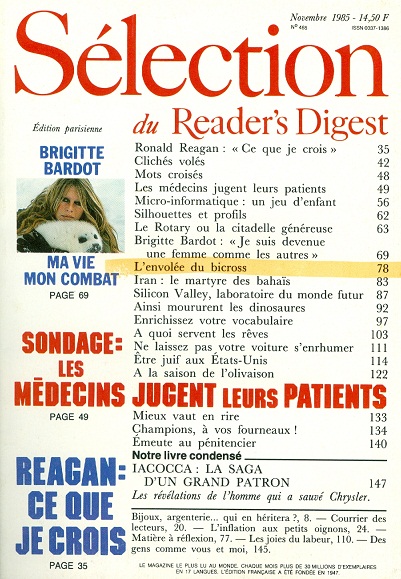 Novembre 1985 - 14,50 F
N° 465 ISSN 0037-1386
Sélection
Édition parisienne
du Reader's Digest
BRIGITTE
BARDOT
MA VIE
MON COMBAT
PAGE 69
Ronald Reagan : « Ce que je crois » 35
Clichés volés 42
Mots croisés 48
Les médecins jugent leurs patients 49
Micro-informatique : un jeu d'enfant 56
Silhouettes et profils 62
Le Rotary ou la citadelle généreuse 63
Brigitte Bardot : « Je suis devenue
une femme comme les autres » 69
L'envolée du bicross 78
Iran : le martyre des bahaïs 83
Silicon Valley, laboratoire du monde futur 87
Ainsi moururent les dinosaures 92
Enrichissez votre vocabulaire 97
A quoi servent les rêves 103
Ne laissez pas votre voiture s'enrhumer 111
Être juif aux États-Unis 114
A la saison de l'olivaison 122
SONDAGE:
LES
MÉDECINS JUGENT LEURS PATIENTS
PAGE 49
Mieux vaut en rire 133
Champions, à vos fourneaux ! 134
Émeute au pénitencier 140
Notre livre condensé
IACOCCA : LA SAGA
D'UN GRAND PATRON 147
Les révélations de l'homme qui a sauvé Chrysler.
REAGAN:
CE QUE
JE CROIS
PAGE 35
Bijoux, argenterie... qui en héritera ?, 8. — Courrier des
lecteurs, 20. — L'inflation aux petits oignons, 24. —
Matière à réflexion, 77. — Les joies du labeur, 110. — Des
gens comme vous et moi, 145.
LE MAGAZINE LE PLUS LU AU MONDE. CHAQUE MOIS PLUS DE 30 MILLIONS D'EXEMPLAIRES
EN 17 LANGUES. L'ÉDITION FRANÇAISE A ÉTÉ FONDÉE EN 1947.